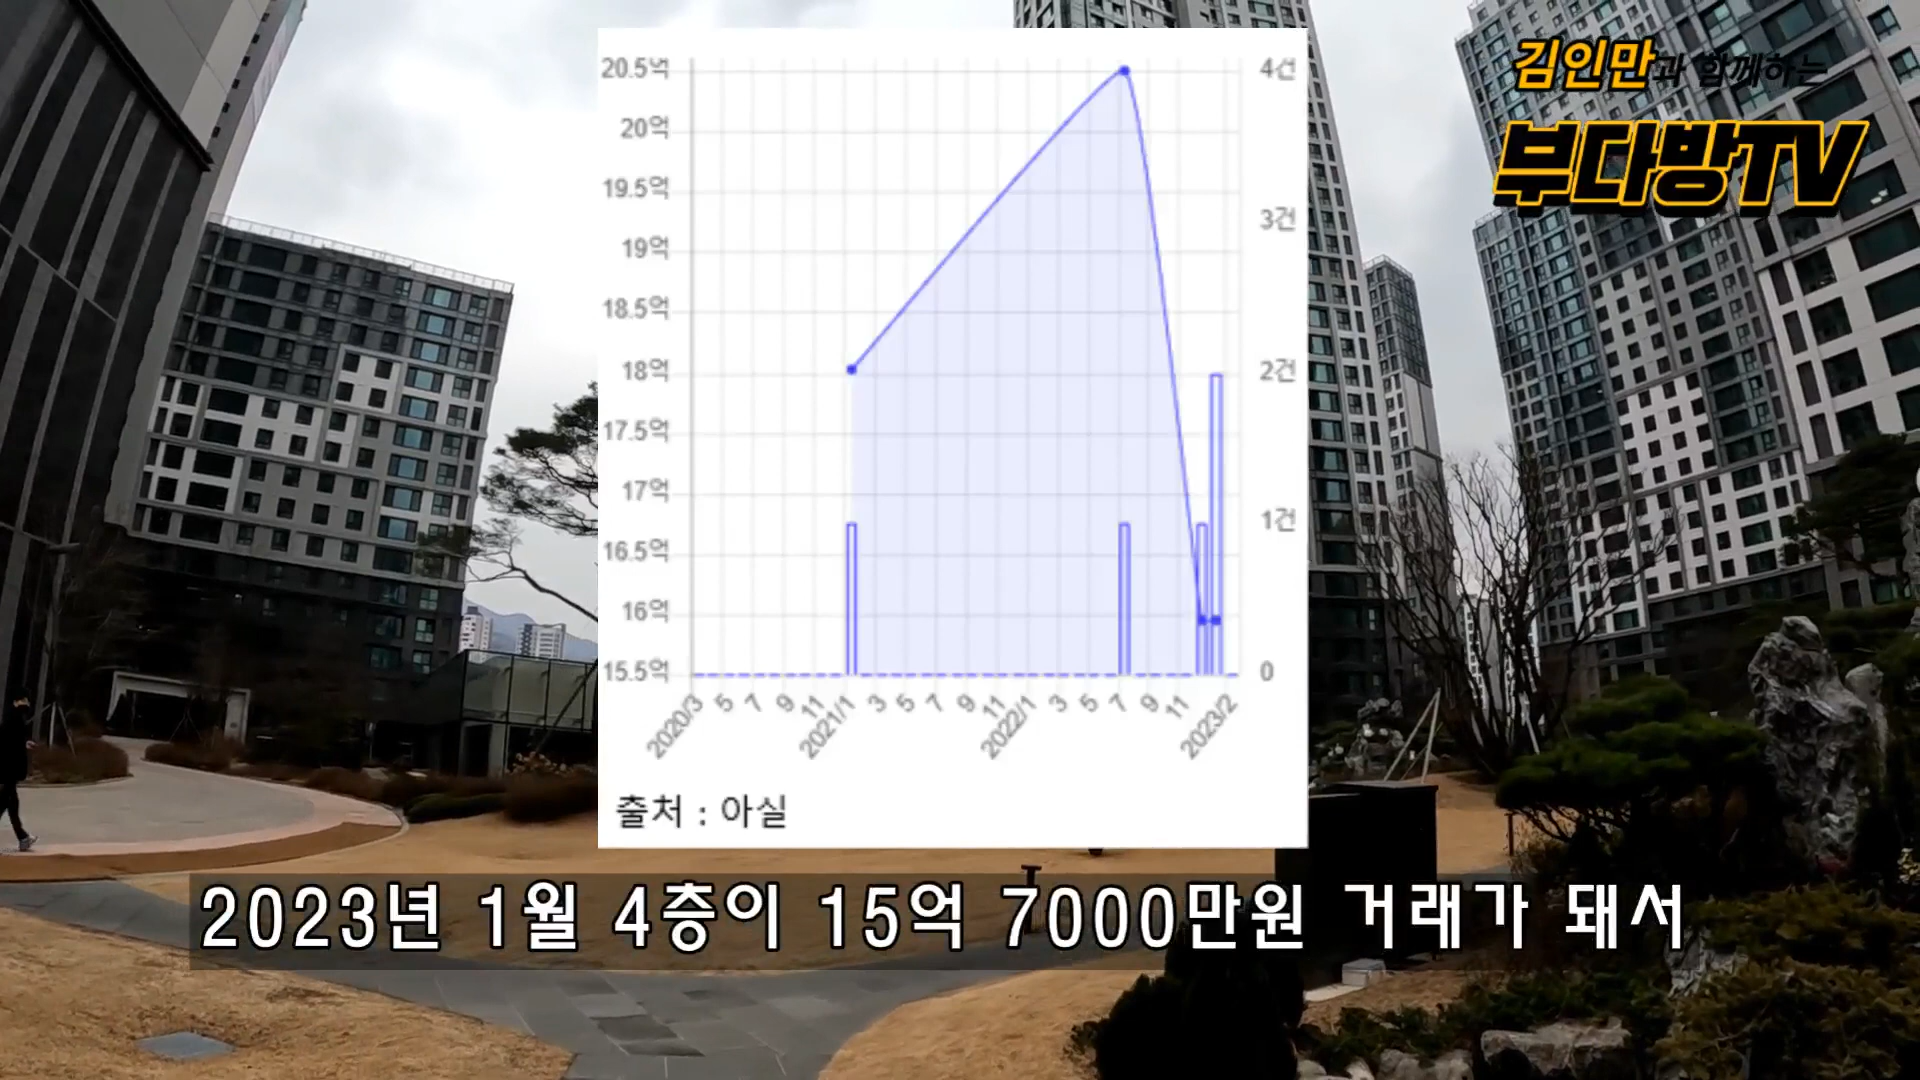 김인만과 함께하는
부다방TV
20.5억
20억
19.5억
19억
18.5억
18억
17.5억
17억
16.5억
16억
15.5억
4건
3건
2건
1건
0
2020/3 5 7 9 11 2021/1 3 5 7 9 11 2022/1 3 5 7 9 11 2023/2
출처 : 아실
2023년 1월 4층이 15억 7000만원 거래가 돼서